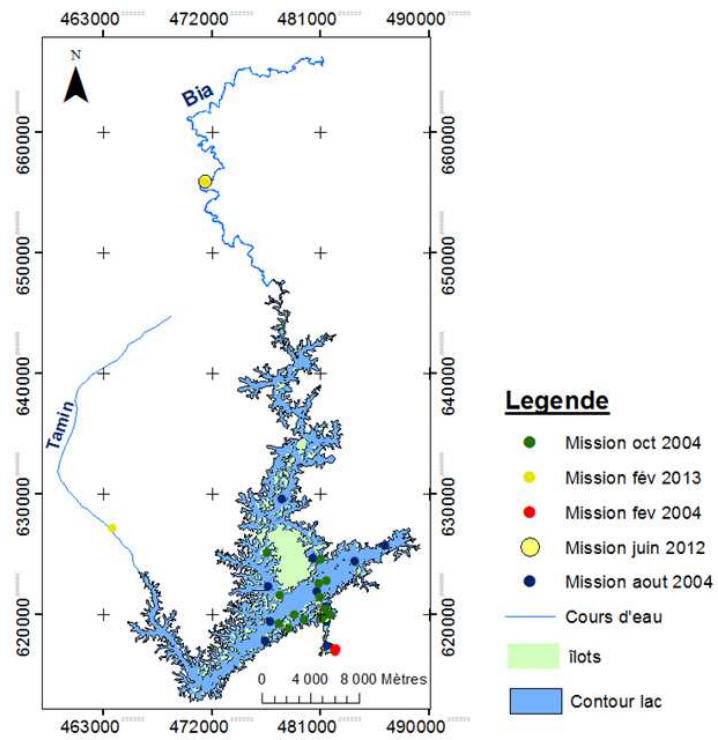 463000 472000 481000 490000
N
Bia
660000 660000
650000 650000
640000 640000
Tamin
630000 630000
620000 620000
0 4000 8 000 Mètres
463000 472000 481000 490000
Legende
Mission oct 2004
Mission fév 2013
Mission fev 2004
Mission juin 2012
Mission aout 2004
Cours d'eau
îlots
Contour lac